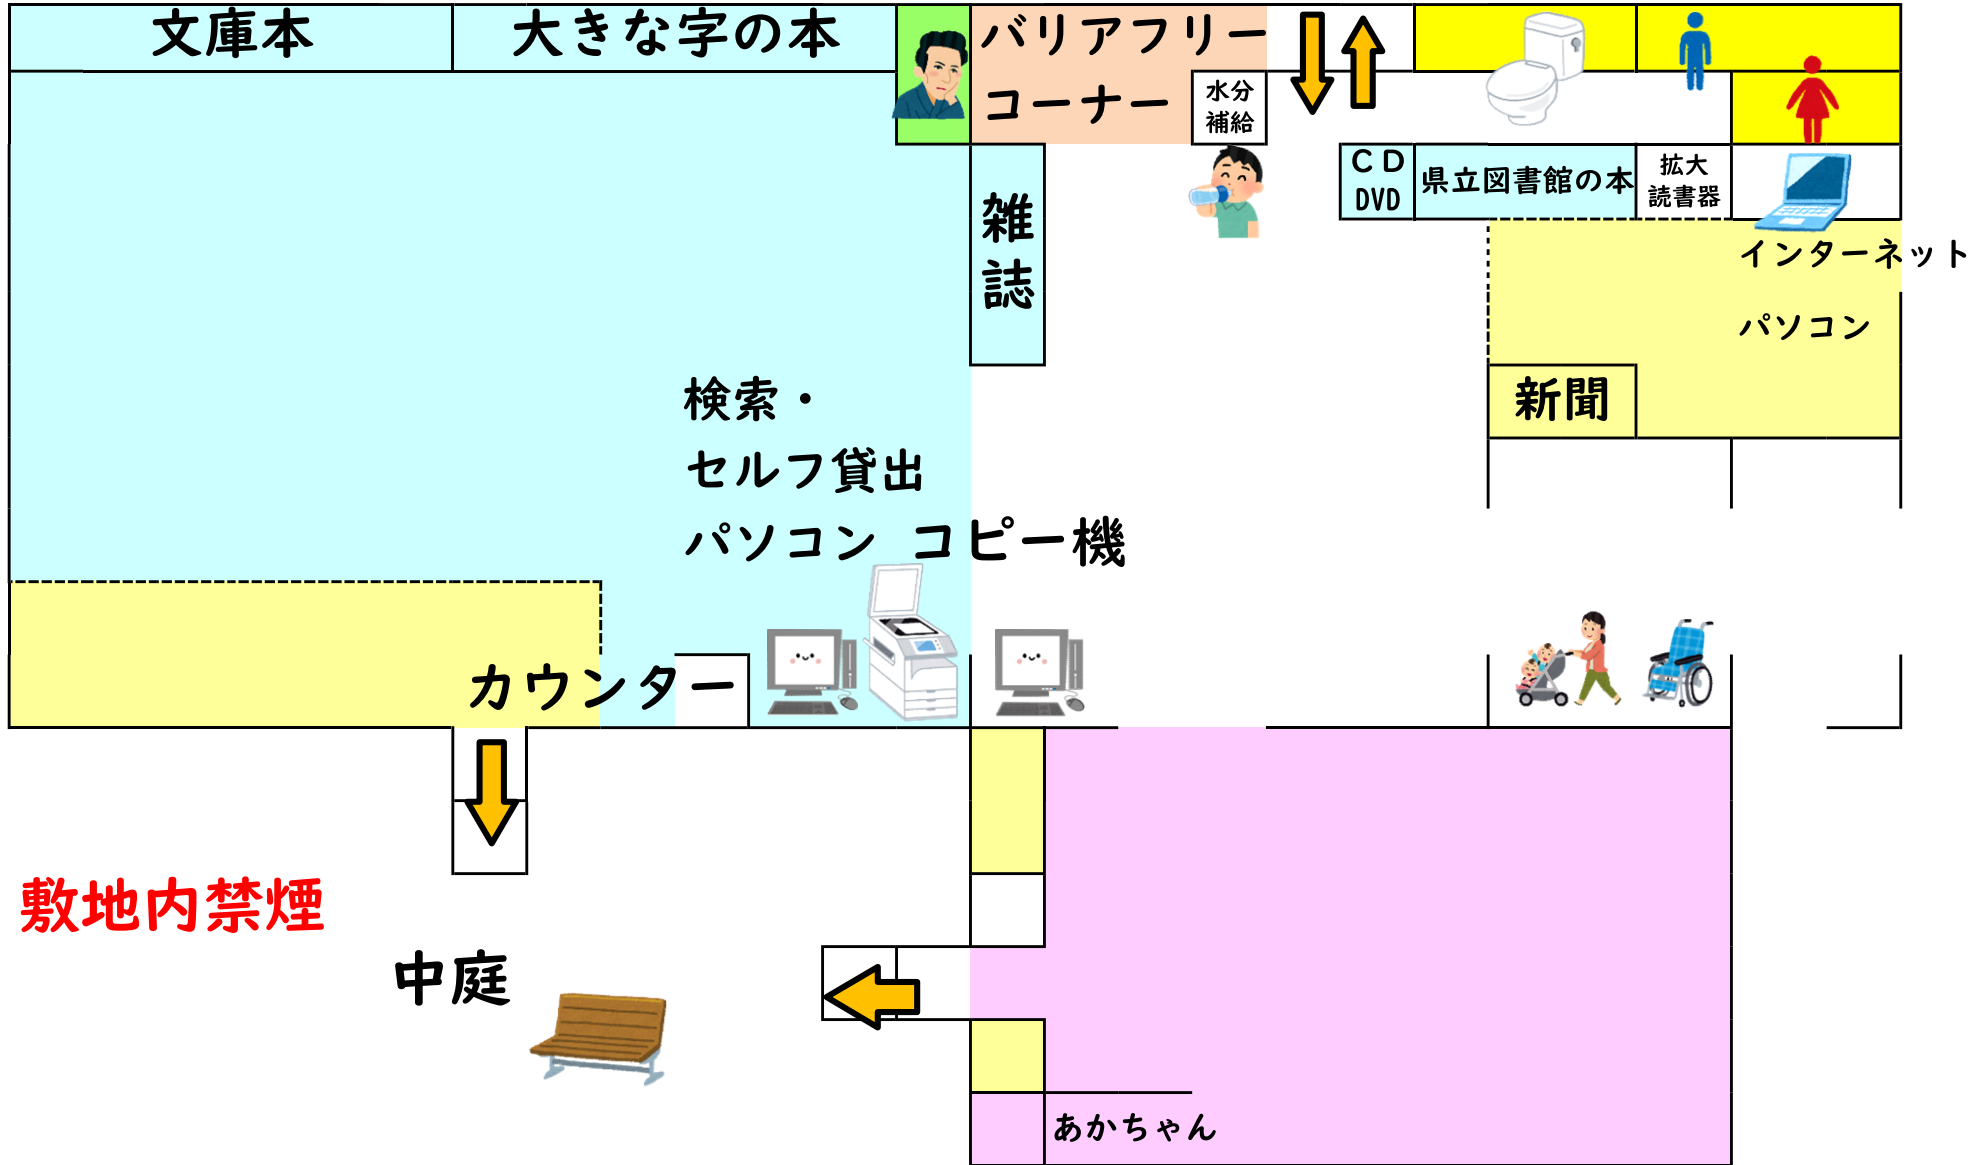 文庫本
大きな字の本
バリアフリー
コーナー
水分
補給
ＣＤ
DVD
県立図書館の本
拡大
読書器
雑
誌
インターネット
パソコン
新聞
検索・
セルフ貸出
パソコン コピー機
カウンター
敷地内禁煙
中庭
あかちゃん